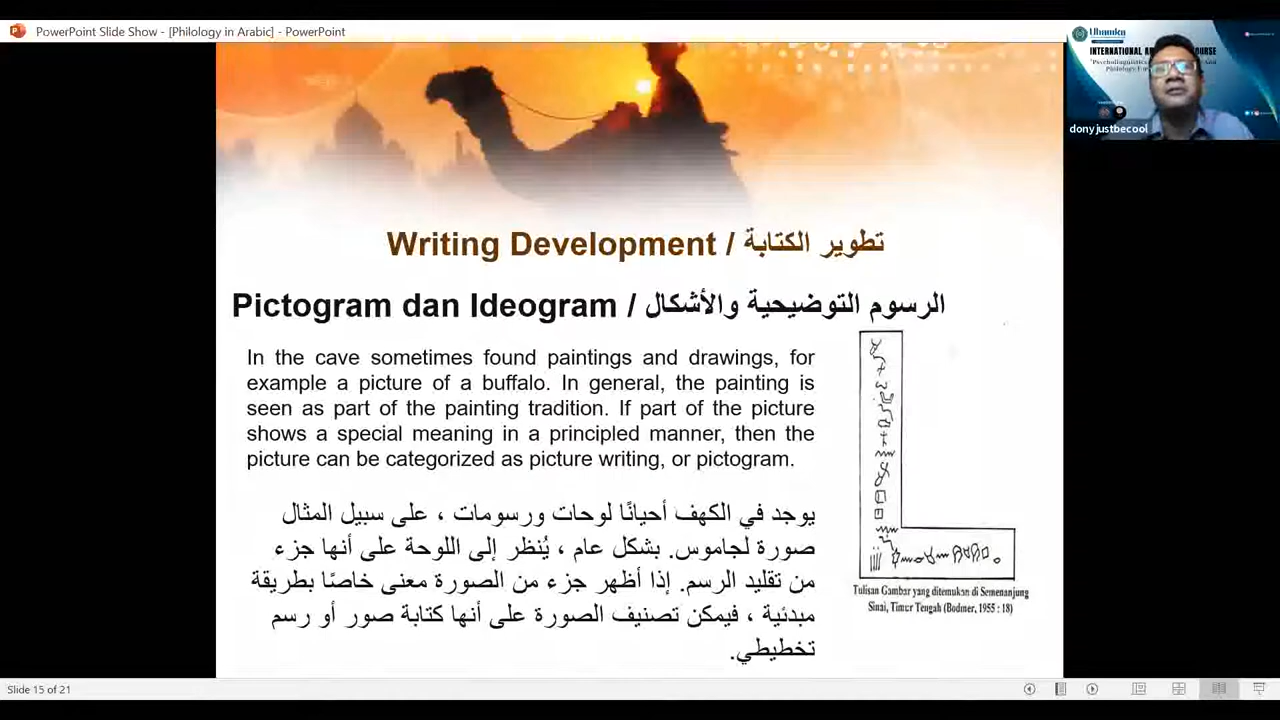 PowerPoint Slide Show - [Philology in Arabic] - PowerPoint
Uhamka
INTERNATIONAL
donyjustbecool
Writing Development / تطوير الكتابة
Pictogram dan Ideogram / الرسوم التوضيحية والأشكال
In the cave sometimes found paintings and drawings, for
example a picture of a buffalo. In general, the painting is
seen as part of the painting tradition. If part of the picture
shows a special meaning in a principled manner, then the
picture can be categorized as picture writing, or pictogram.
يوجد في الكهف أحيانًا لوحات ورسومات ، على سبيل المثال
صورة لجاموس. بشكل عام ، يُنظر إلى اللوحة على أنها جزء
من تقليد الرسم. إذا أظهر جزء من الصورة معنى خاصًا بطريقة
مبدئية ، فيمكن تصنيف الصورة على أنها كتابة صور أو رسم
تخطيطي.
Tulisan Gambar yang ditemukan di Semenanjung
Sinai, Timur Tengah (Bodmer, 1955 : 18)
Slide 15 of 21